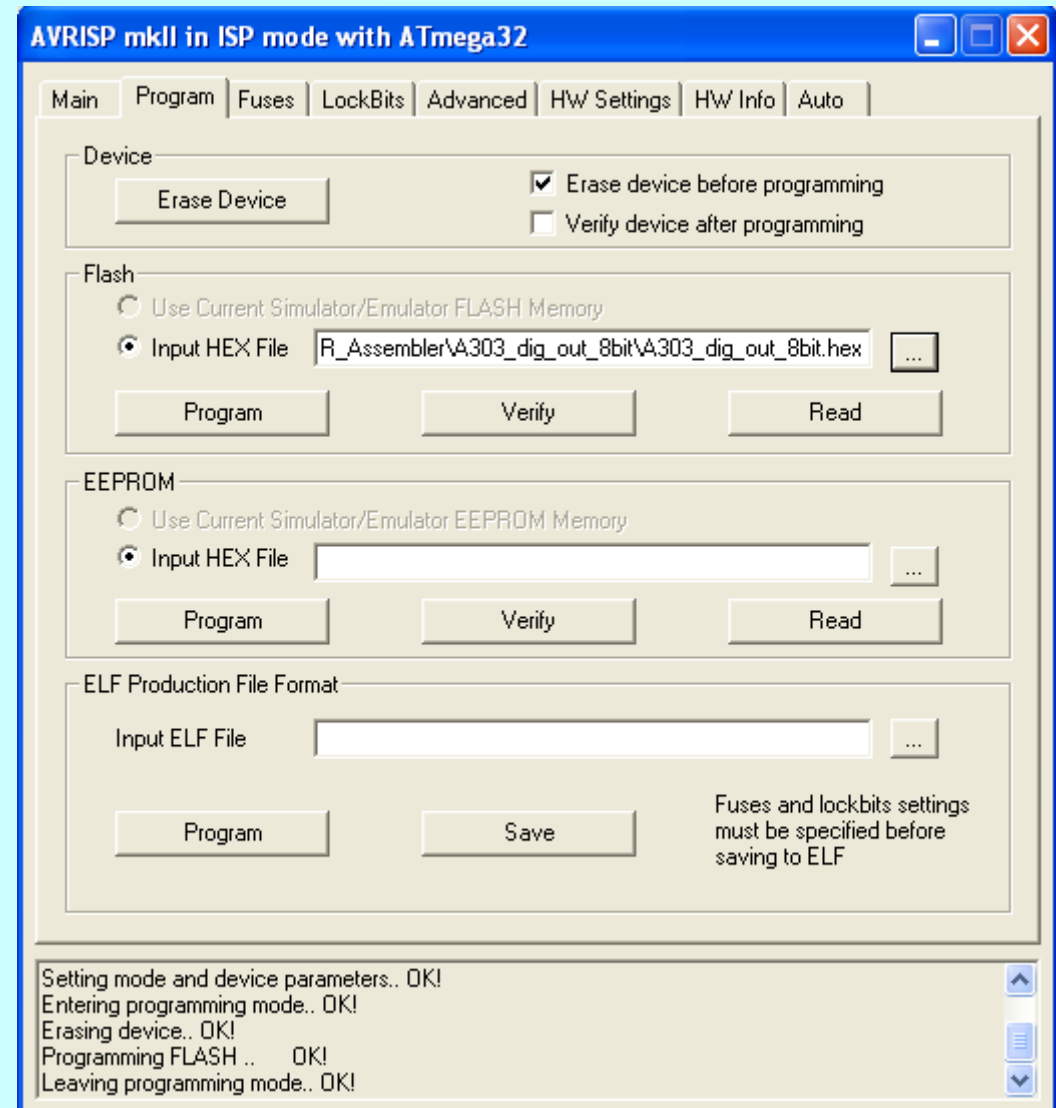 AVRISP mkII in ISP mode with ATmega32
Main Program Fuses LockBits Advanced HW Settings HW Info Auto
Device
Erase Device
Erase device before programming
Verify device after programming
Flash
Use Current Simulator/Emulator FLASH Memory
Input HEX File R_Assembler\A303_dig_out_8bit\A303_dig_out_8bit.hex ...
Program Verify Read
EEPROM
Use Current Simulator/Emulator EEPROM Memory
Input HEX File ...
Program Verify Read
ELF Production File Format
Input ELF File ...
Program Save
Fuses and lockbits settings
must be specified before
saving to ELF
Setting mode and device parameters.. OK!
Entering programming mode.. OK!
Erasing device.. OK!
Programming FLASH .. OK!
Leaving programming mode.. OK!